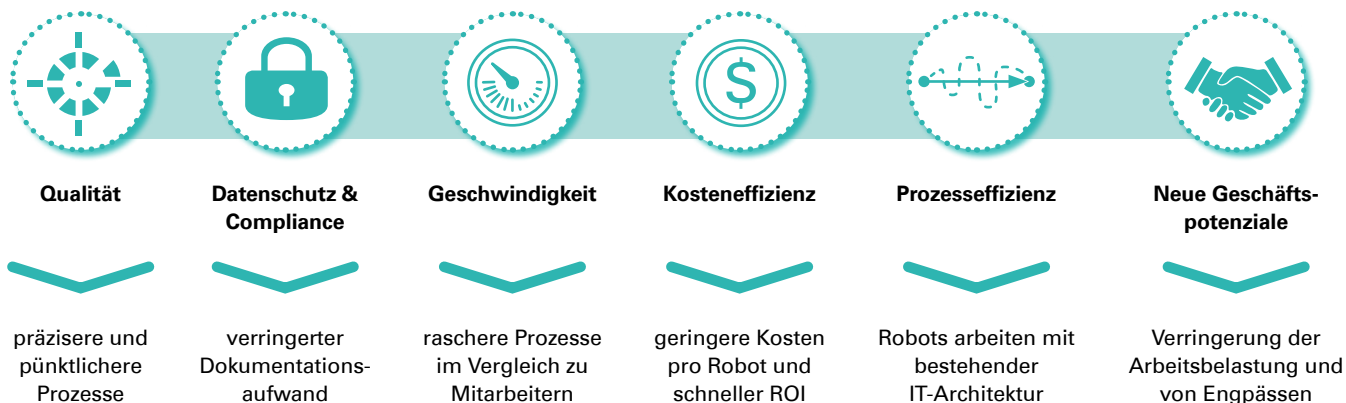 $
Qualität
Datenschutz &
Compliance
Geschwindigkeit
Kosteneffizienz
Prozesseffizienz
Neue Geschäfts-
potenziale
präzisere und
pünktlichere
Prozesse
verringerter
Dokumentations-
aufwand
raschere Prozesse
im Vergleich zu
Mitarbeitern
geringere Kosten
pro Robot und
schneller ROI
Robots arbeiten mit
bestehender
IT-Architektur
Verringerung der
Arbeitsbelastung und
von Engpässen